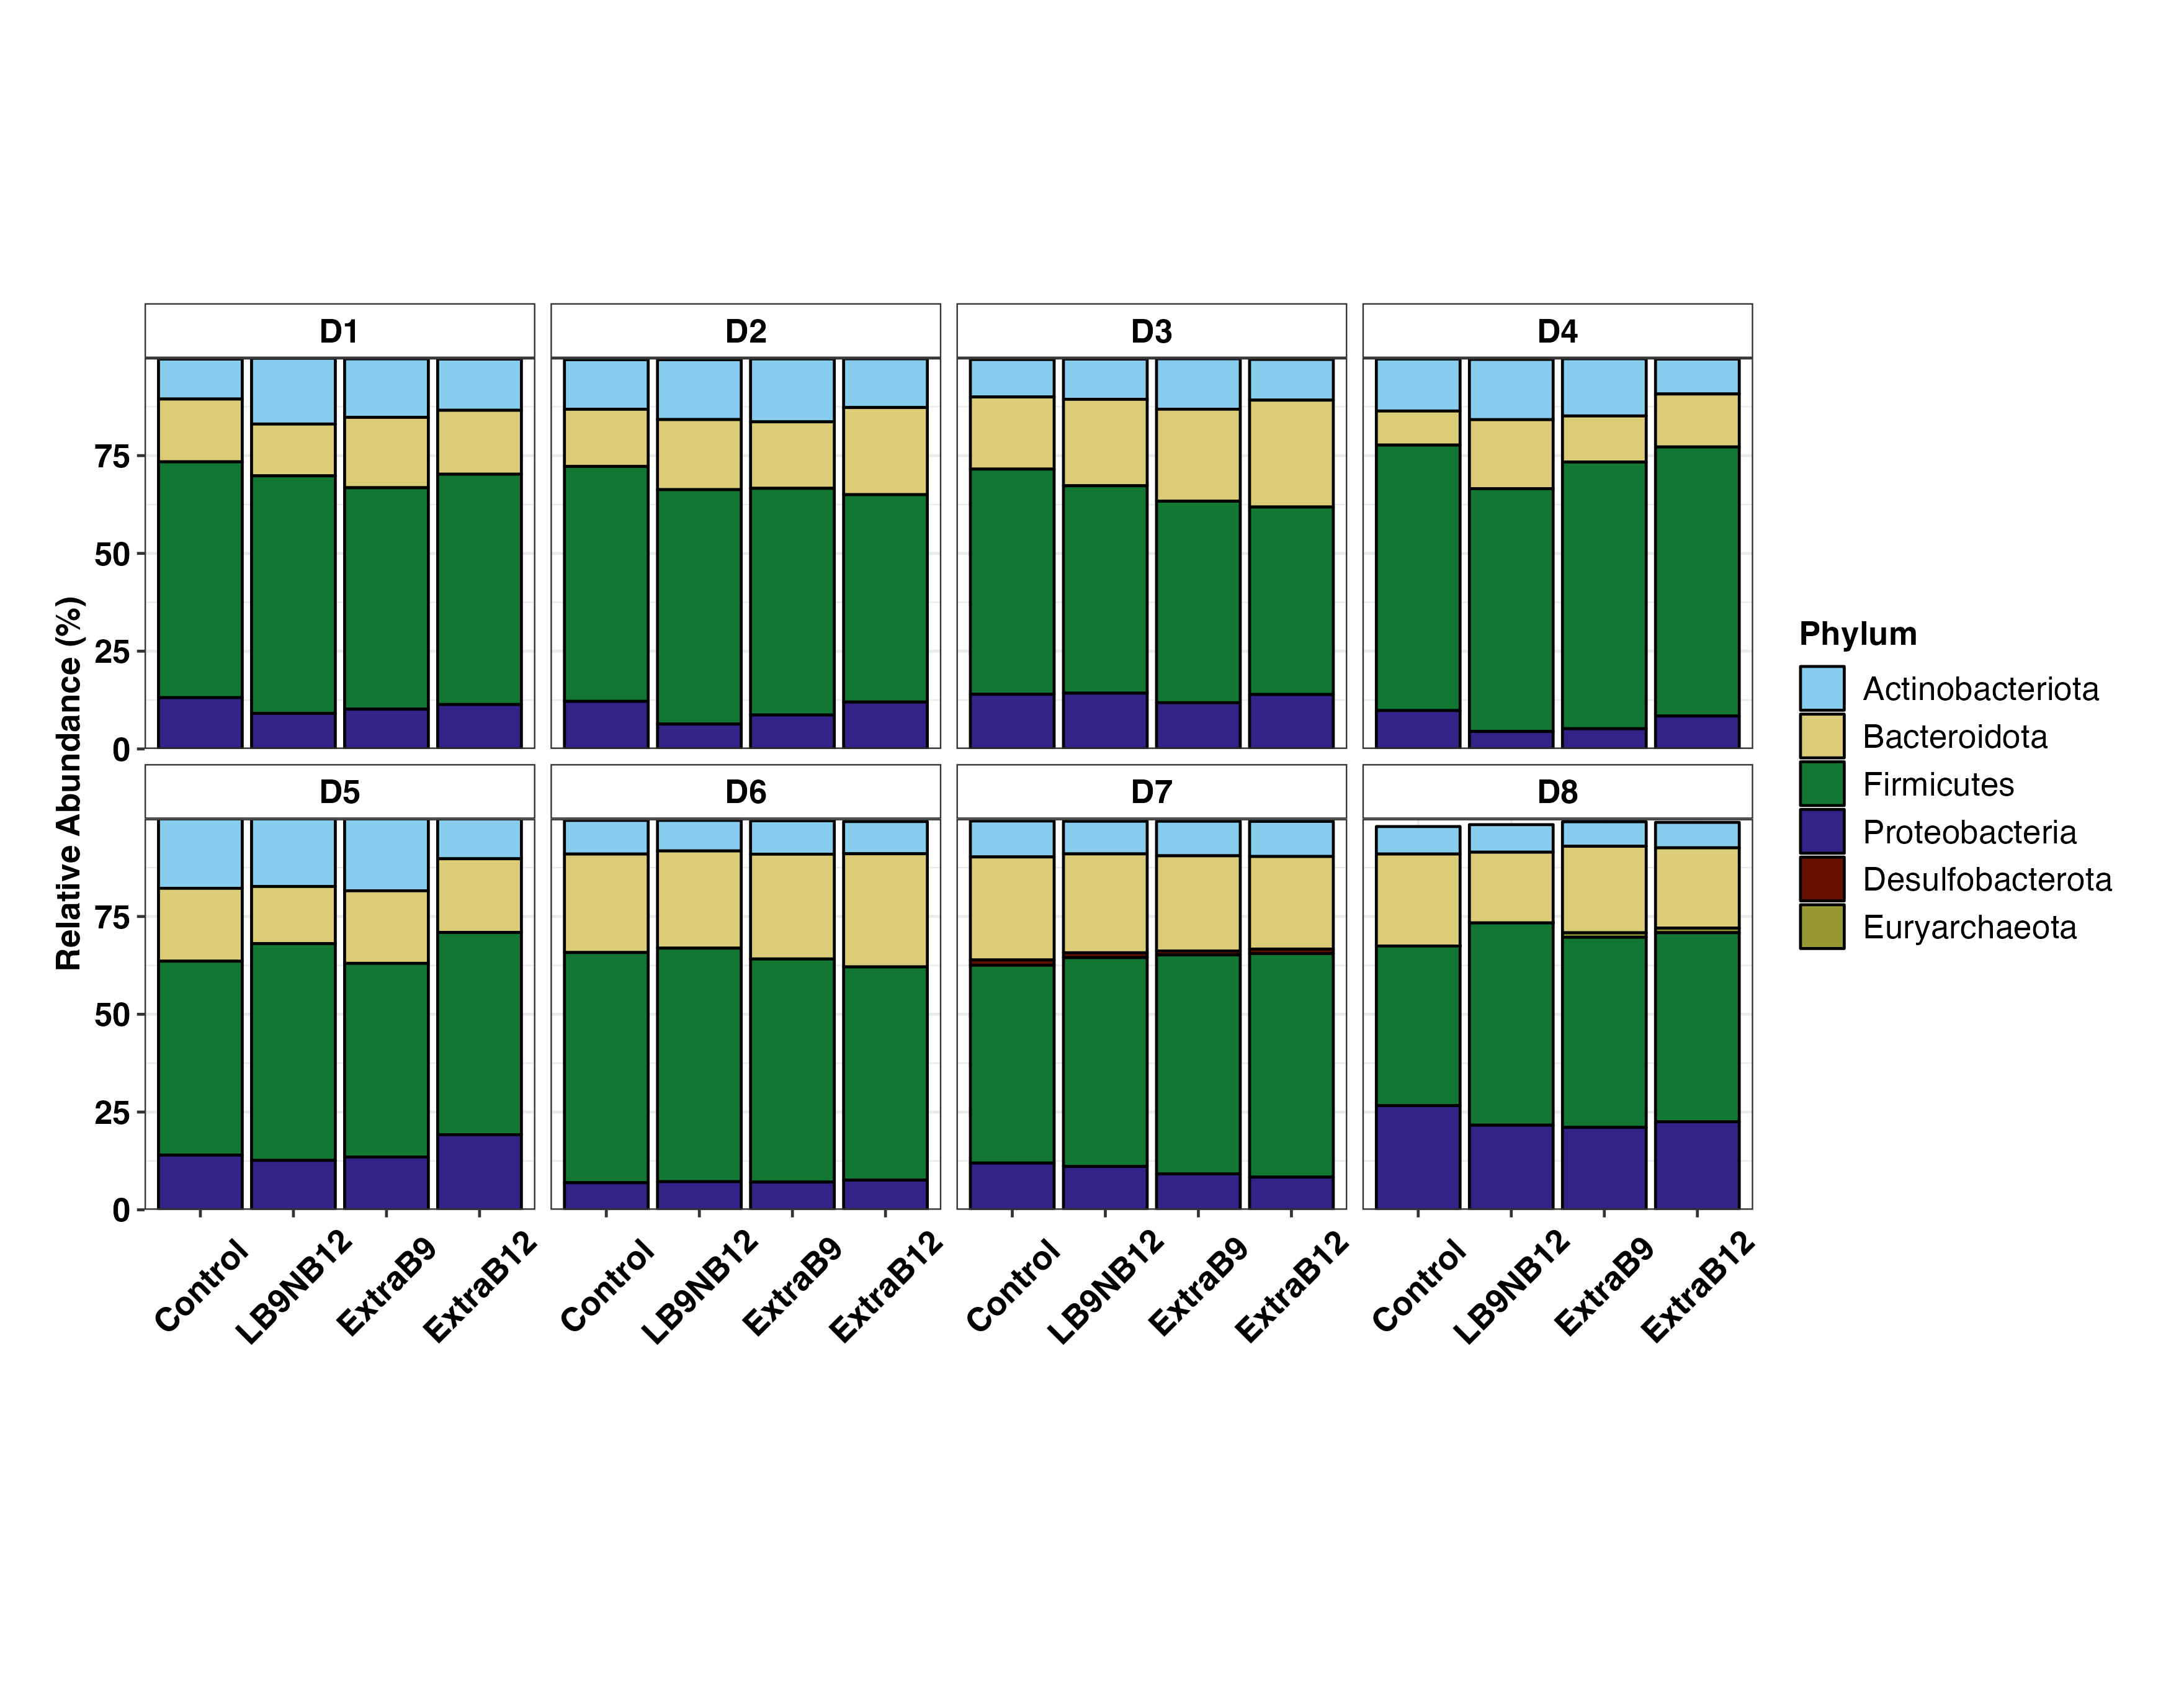 D1
D2
D3
D4
75
50
25
0
D5
D6
D7
D8
75
50
25
0
Relative Abundance (%)
Control
LB9NB12
ExtraB9
ExtraB12
Control
LB9NB12
ExtraB9
ExtraB12
Control
LB9NB12
ExtraB9
ExtraB12
Control
LB9NB12
ExtraB9
ExtraB12
Phylum
Actinobacteriota
Bacteroidota
Firmicutes
Proteobacteria
Desulfobacterota
Euryarchaeota